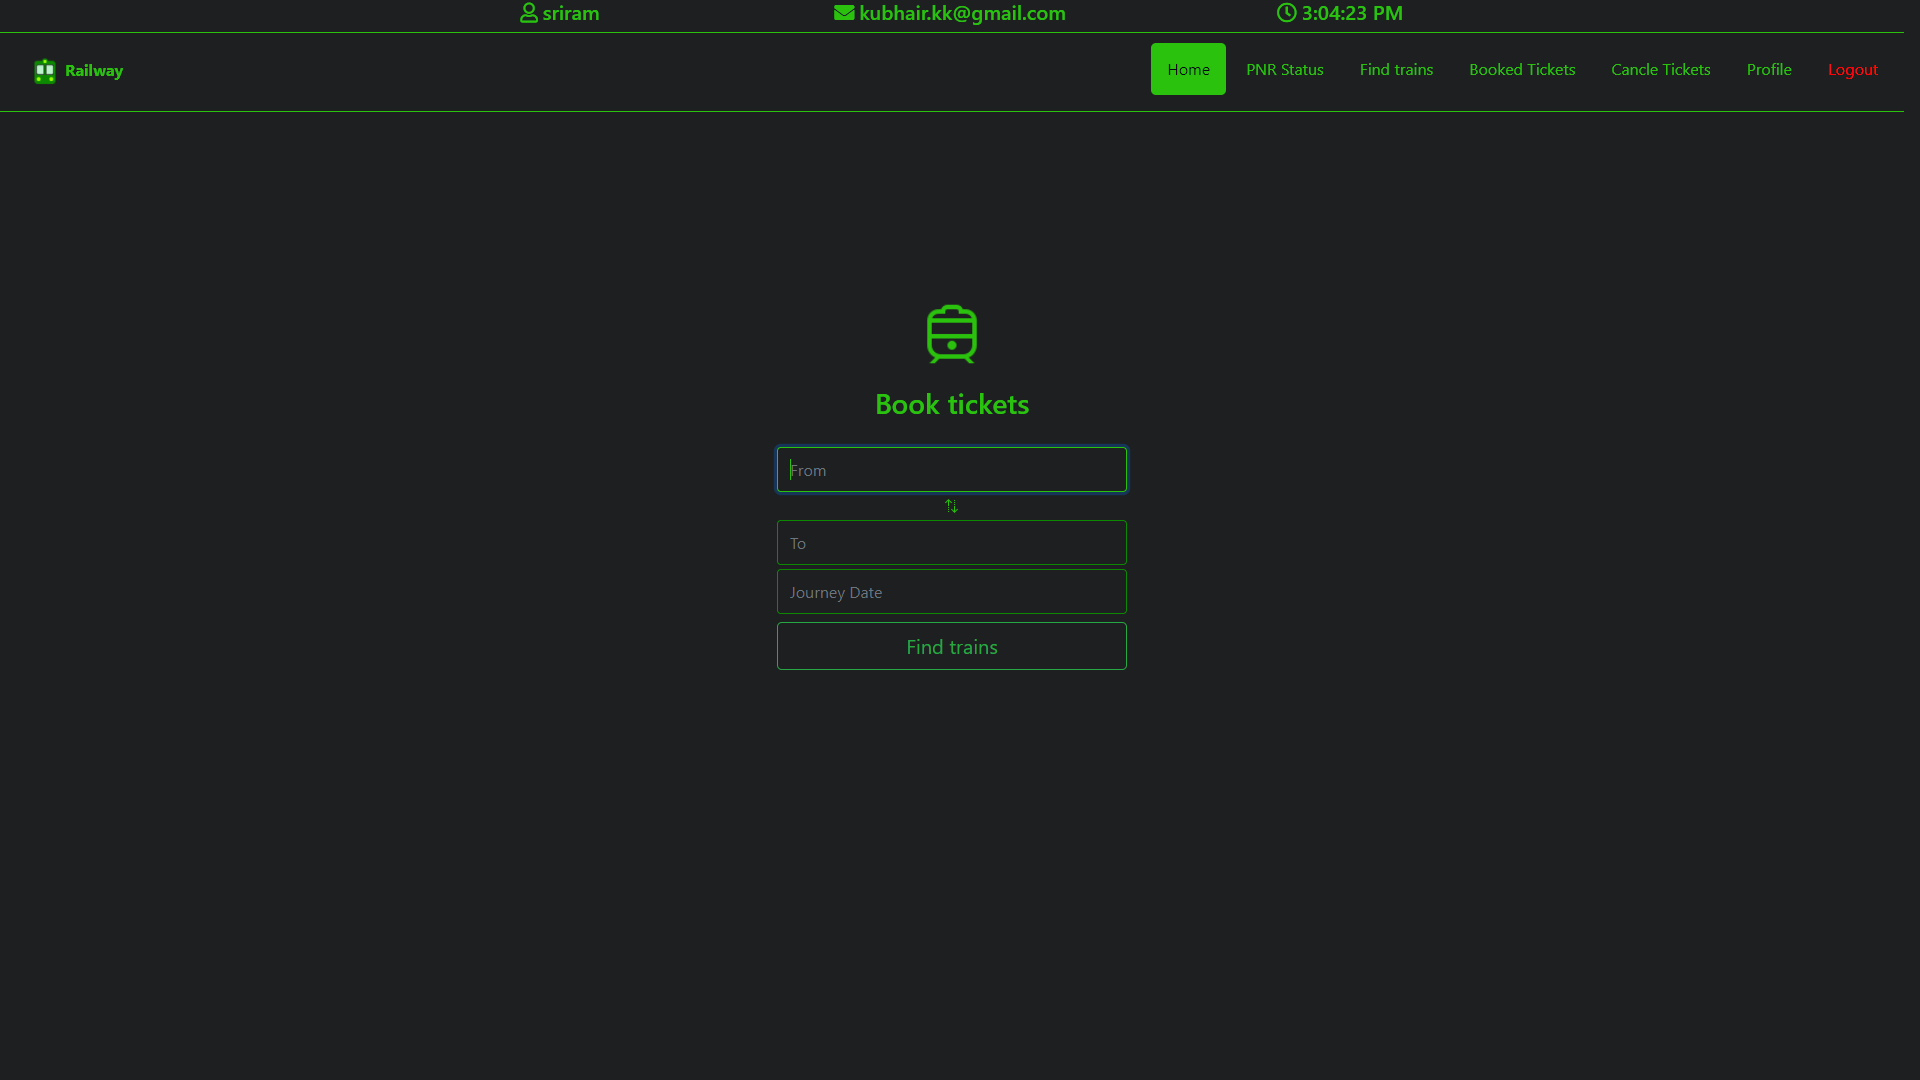 sriram kubhair.kk@gmail.com 3:04:23 PM
Railway Home PNR Status Find trains Booked Tickets Cancle Tickets Profile Logout
Book tickets
From
To
Journey Date
Find trains